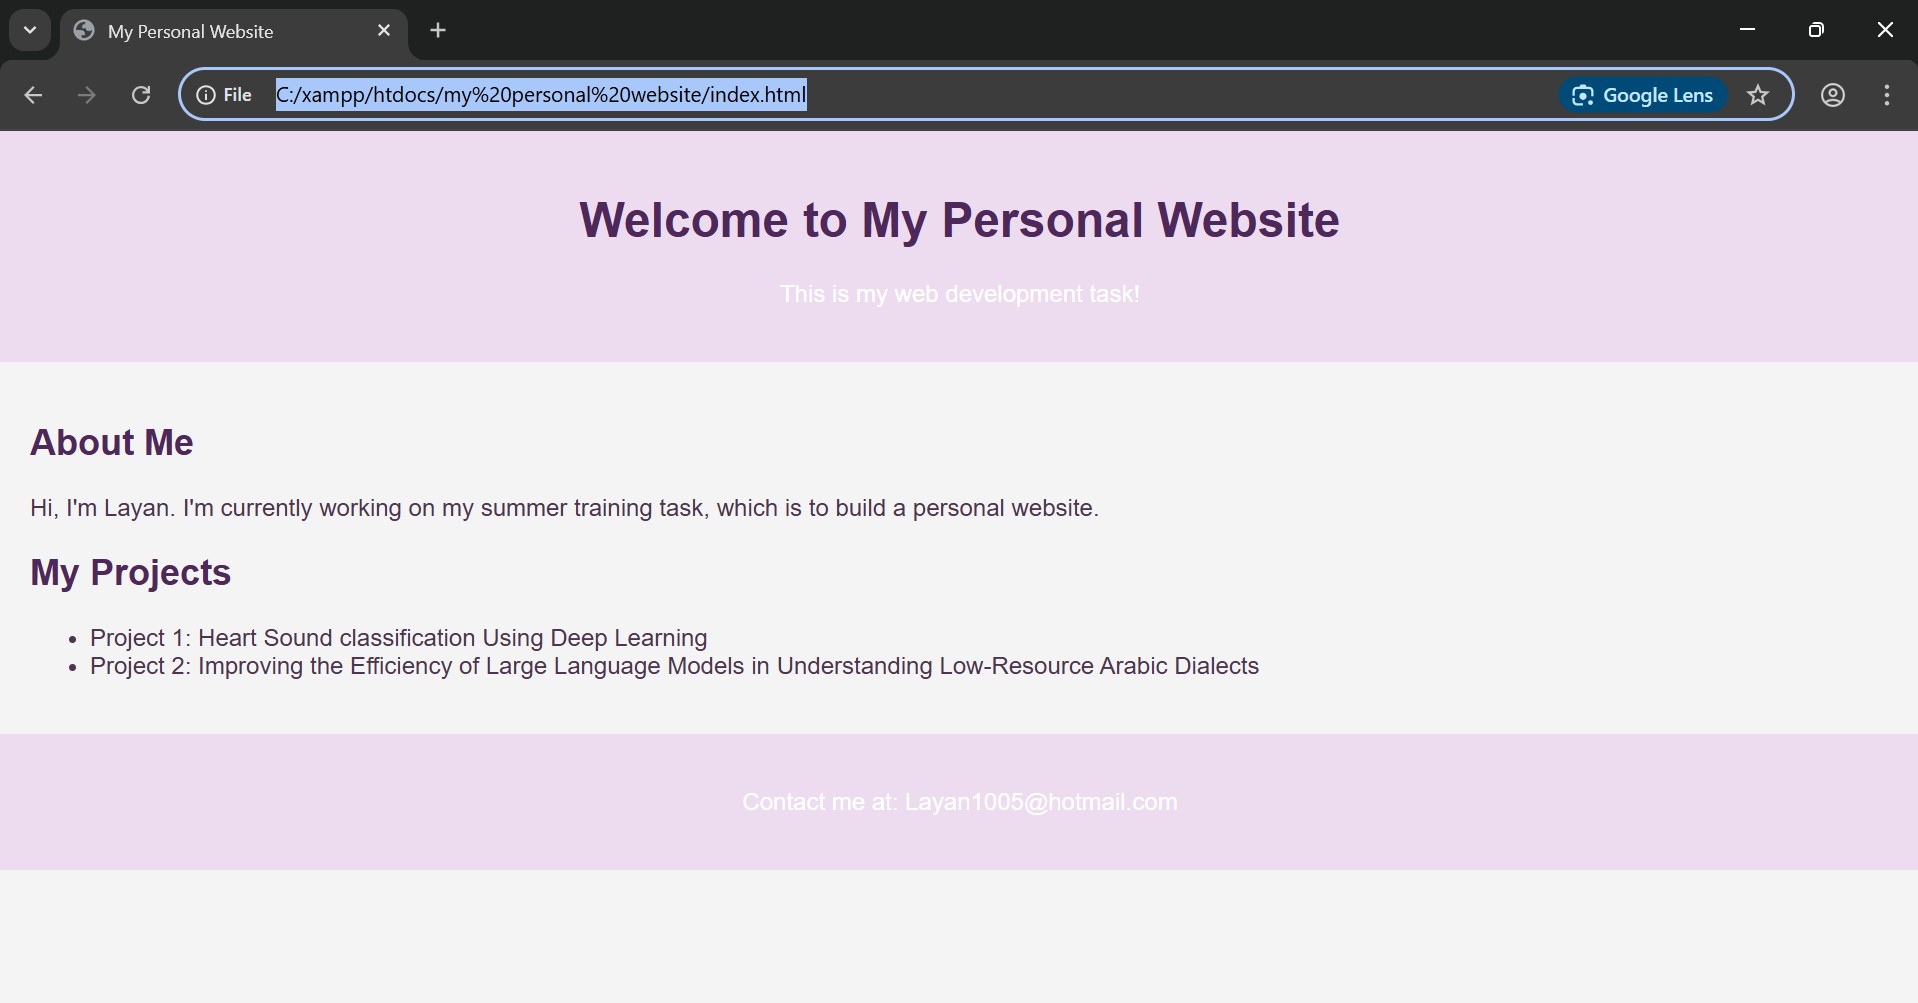 My Personal Website
File
C:/xampp/htdocs/my%20personal%20website/index.html
Google Lens
Welcome to My Personal Website
This is my web development task!
About Me
Hi, I'm Layan. I'm currently working on my summer training task, which is to build a personal website.
My Projects
Project 1: Heart Sound classification Using Deep Learning
Project 2: Improving the Efficiency of Large Language Models in Understanding Low-Resource Arabic Dialects
Contact me at: Layan1005@hotmail.com